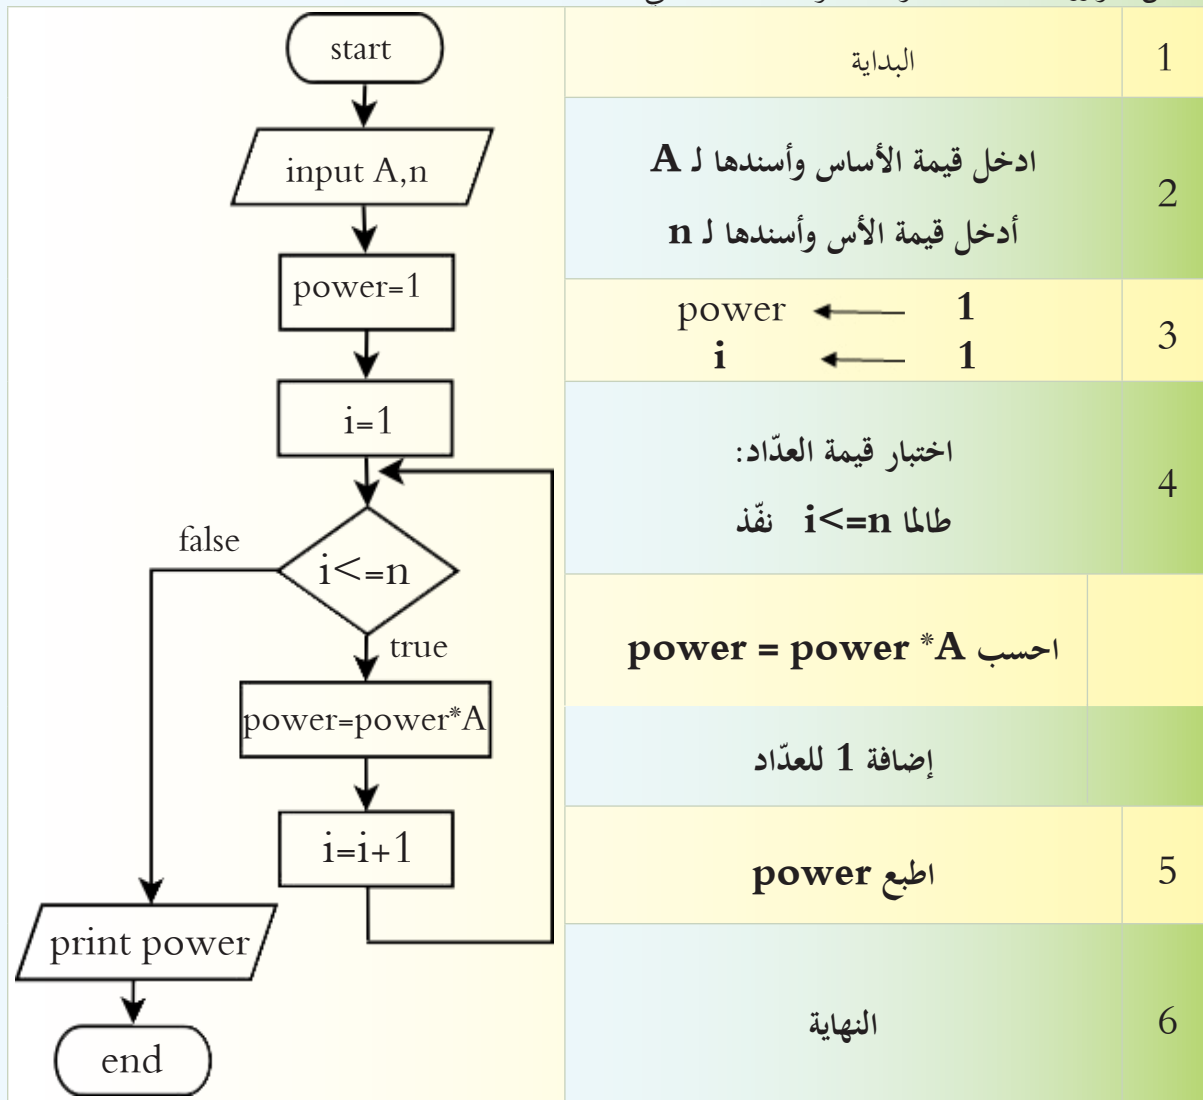 start
input A,n
power=1
i=1
i<=n
false
true
power=power*A
i=i+1
print power
end
1 البداية
2 ادخل قيمة الأساس وأسندها لـ A
أدخل قيمة الأس وأسندها لـ n
3 power ← 1
i ← 1
4 اختبار قيمة العدّاد:
طالما i<=n نفّذ
احسب power = power *A
إضافة 1 للعدّاد
5 اطبع power
6 النهاية